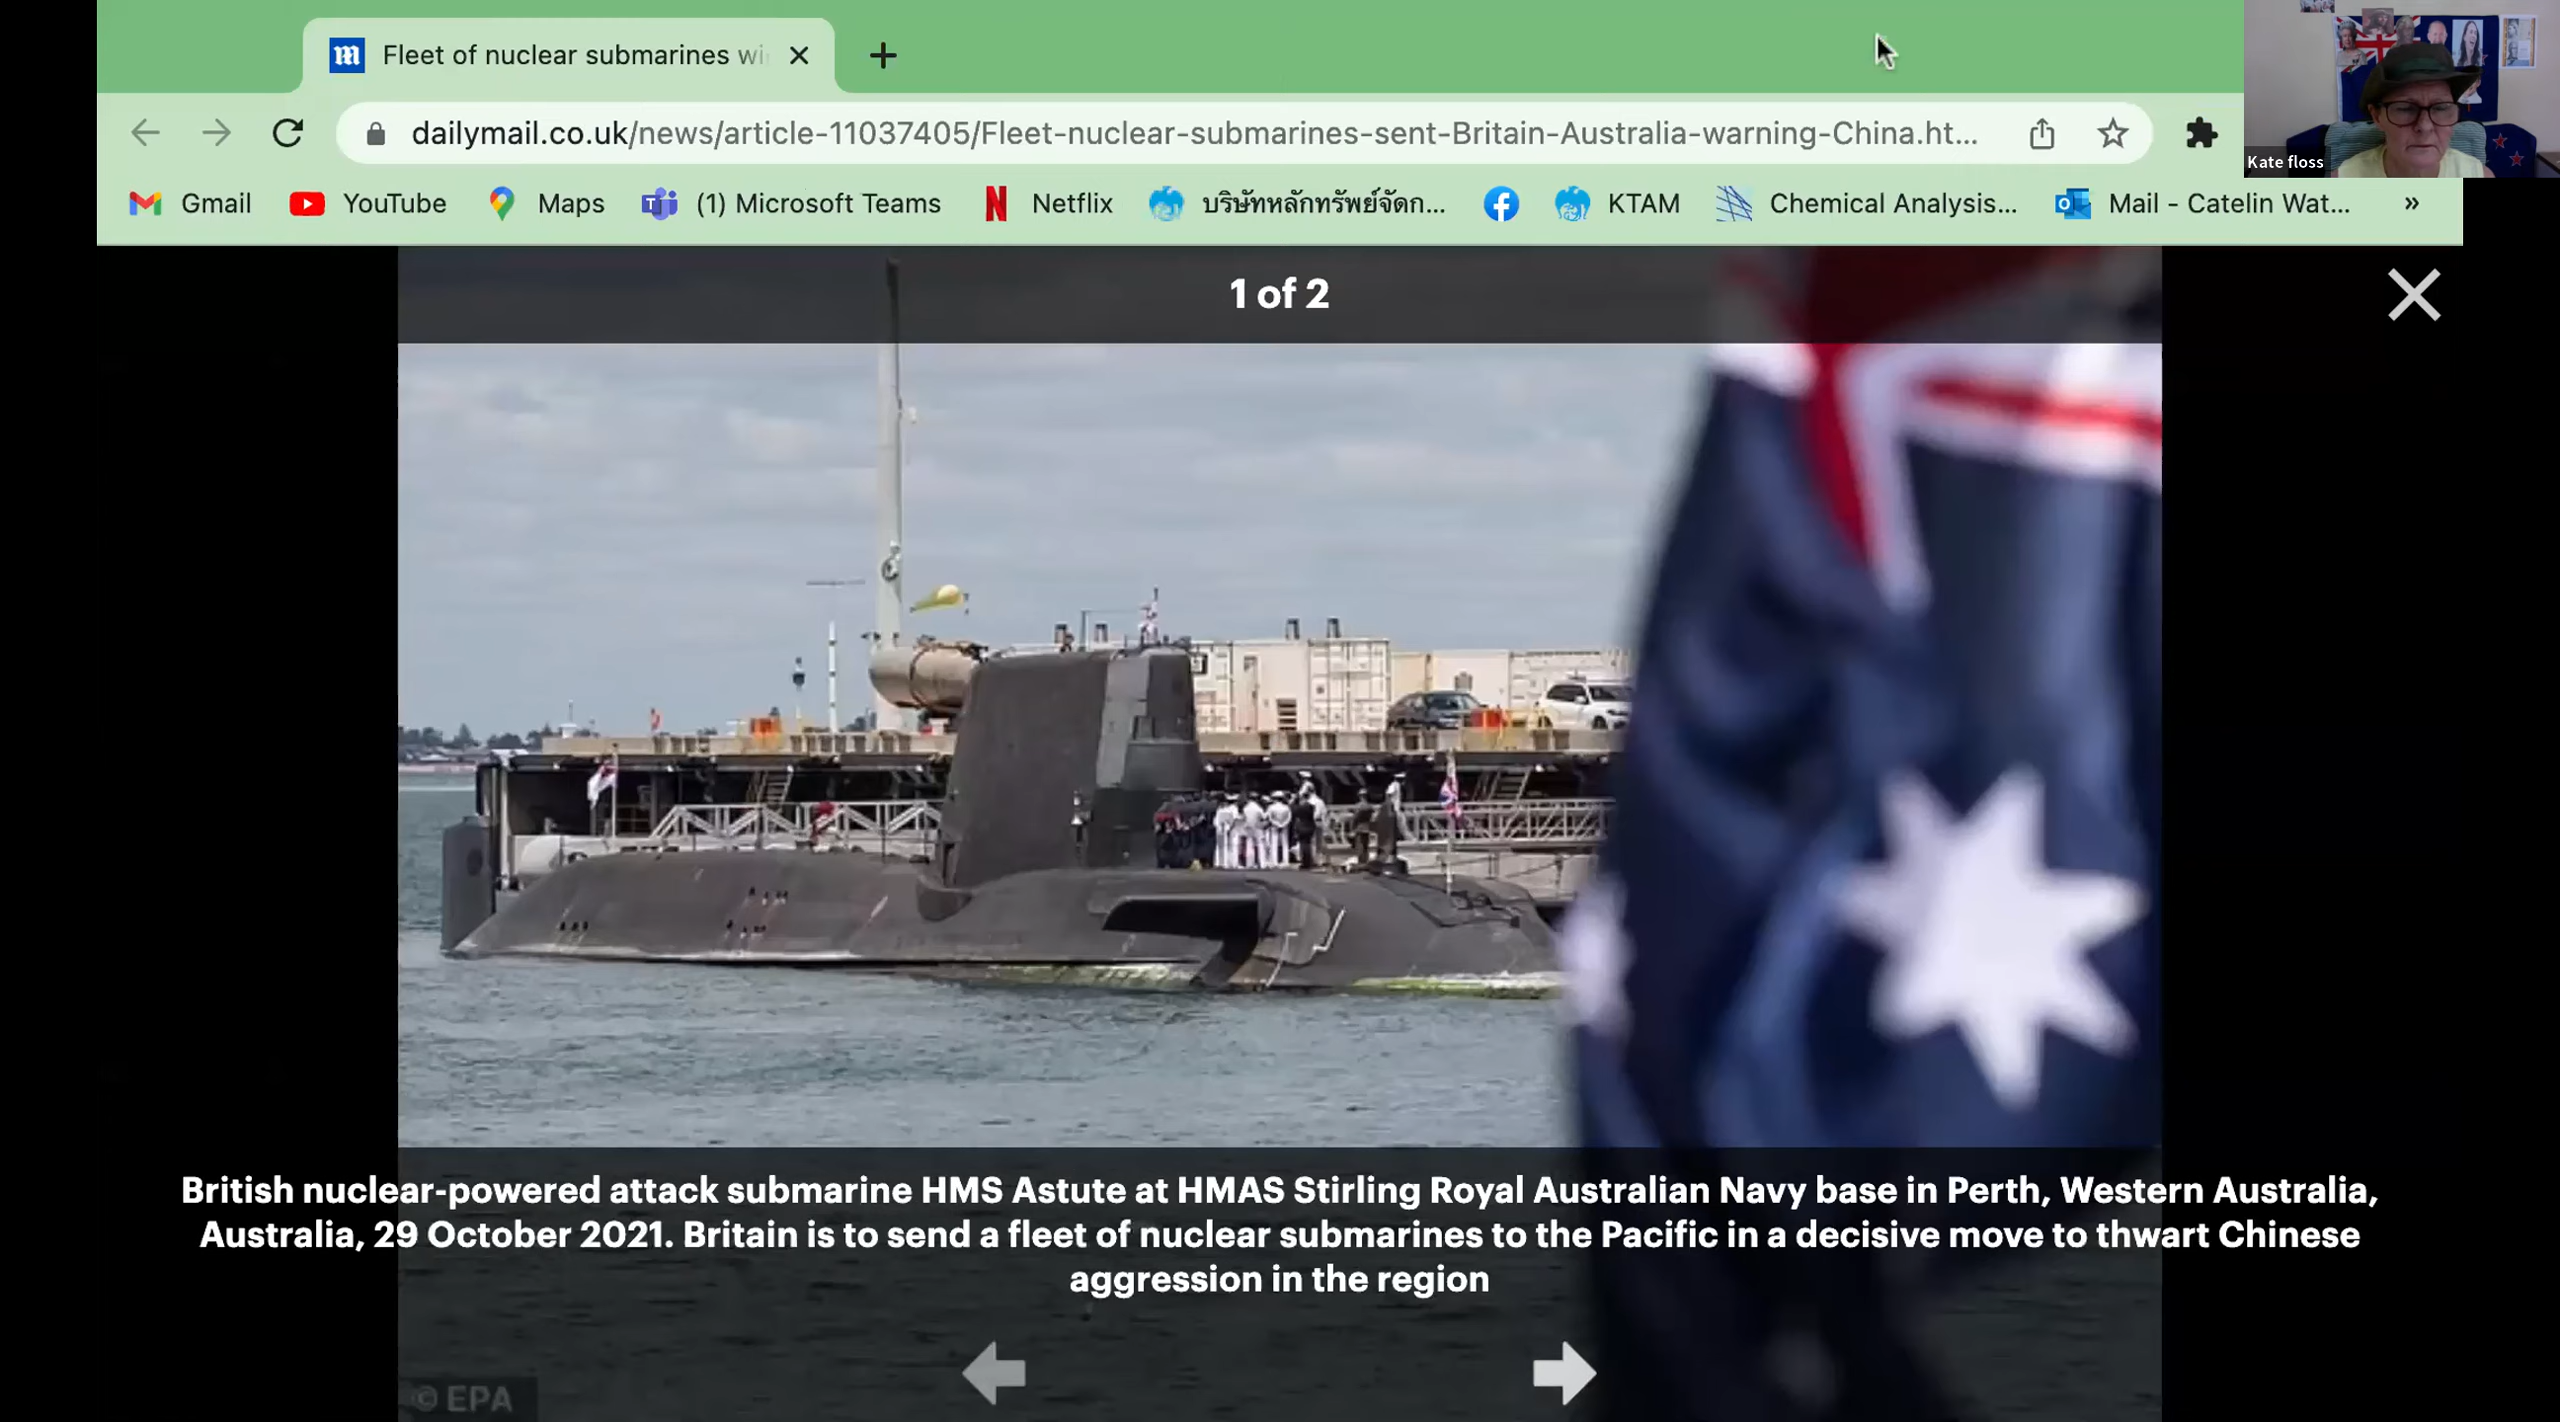 Fleet of nuclear submarines wi
dailymail.co.uk/news/article-11037405/Fleet-nuclear-submarines-sent-Britain-Australia-warning-China.ht...
Kate floss
Gmail YouTube Maps (1) Microsoft Teams Netflix บริษัทหลักทรัพย์จัดก... KTAM Chemical Analysis... Mail - Catelin Wat... »
1 of 2
British nuclear-powered attack submarine HMS Astute at HMAS Stirling Royal Australian Navy base in Perth, Western Australia,
Australia, 29 October 2021. Britain is to send a fleet of nuclear submarines to the Pacific in a decisive move to thwart Chinese
aggression in the region
© EPA